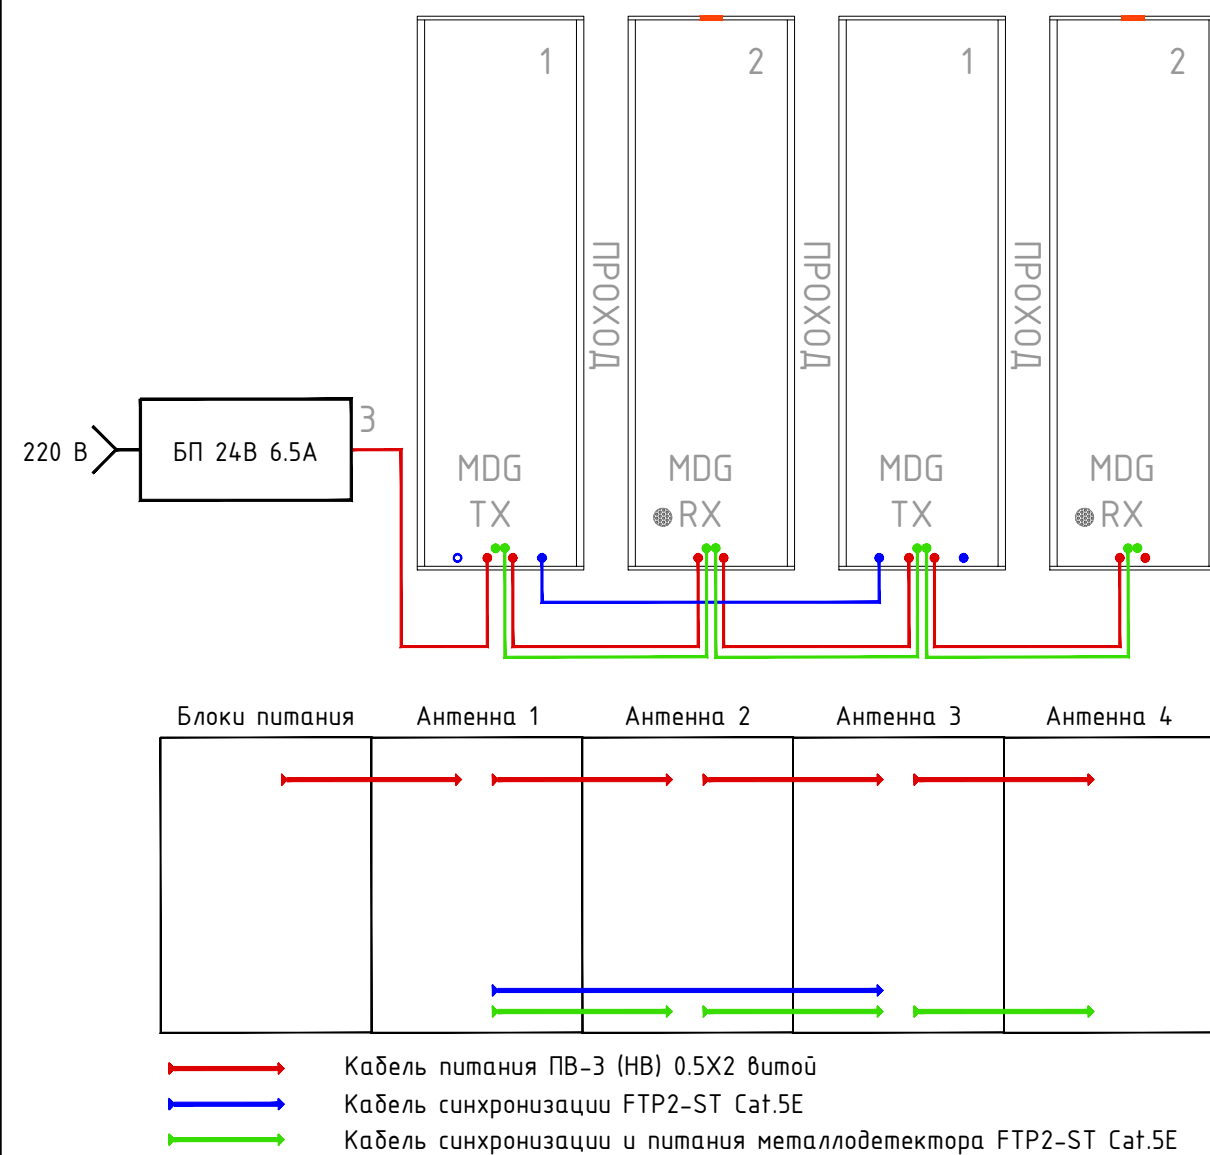 1
2
1
2
ПРОХОД
ПРОХОД
ПРОХОД
3
220 В
БП 24В 6.5А
MDG
TX
MDG
RX
MDG
TX
MDG
RX
Блоки питания
Антенна 1
Антенна 2
Антенна 3
Антенна 4
Кабель питания ПВ-3 (НВ) 0.5Х2 витой
Кабель синхронизации FTP2-ST Cat.5E
Кабель синхронизации и питания металлодетектора FTP2-ST Cat.5E